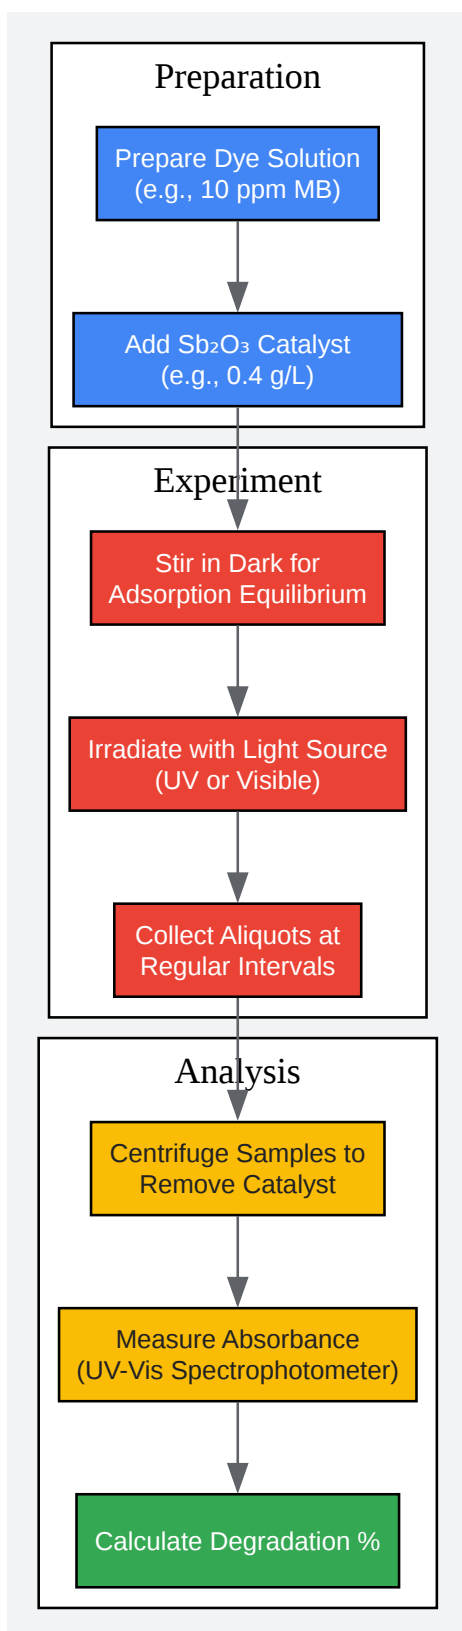 Preparation
Prepare Dye Solution
(e.g., 10 ppm MB)
Add Sb₂O₃ Catalyst
(e.g., 0.4 g/L)
Experiment
Stir in Dark for
Adsorption Equilibrium
Irradiate with Light Source
(UV or Visible)
Collect Aliquots at
Regular Intervals
Analysis
Centrifuge Samples to
Remove Catalyst
Measure Absorbance
(UV-Vis Spectrophotometer)
Calculate Degradation %